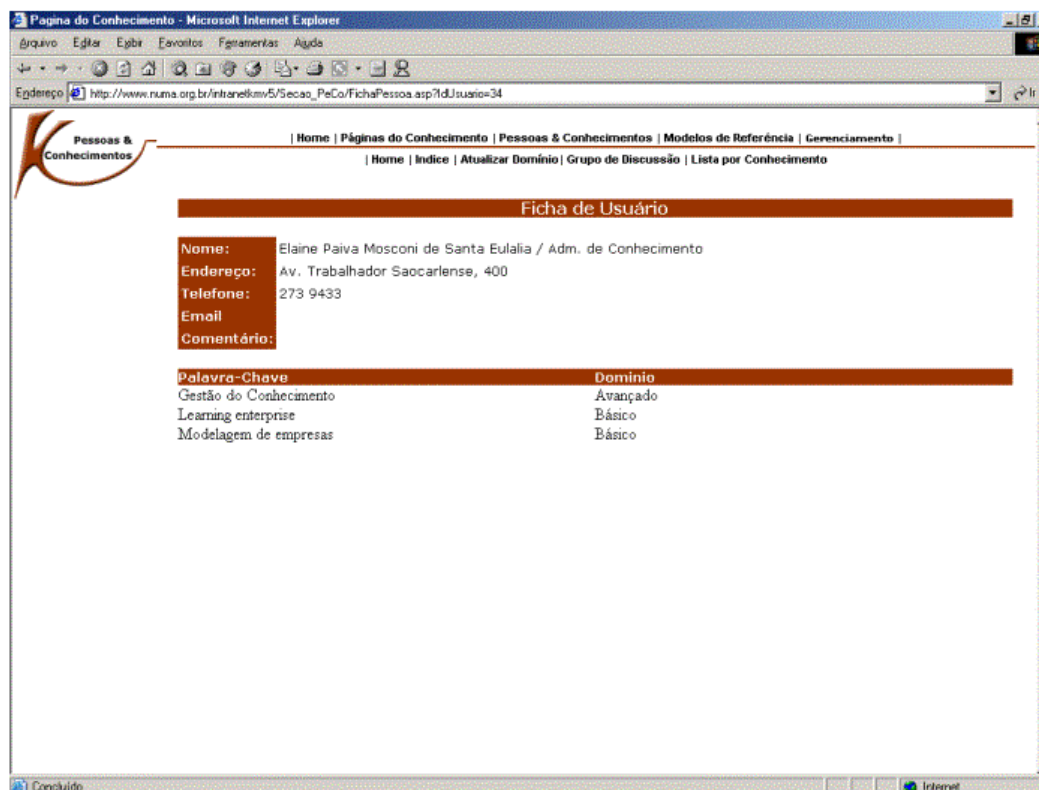 Pagina do Conhecimento - Microsoft Internet Explorer
Arquivo Editar Exibir Favoritos Ferramentas Ajuda
Endereço http://www.numa.org.br/intranetkmv5/Secao_PeCo/FichaPessoa.asp?IdUsuario=34 Ir
Pessoas &
Conhecimentos
| Home | Páginas do Conhecimento | Pessoas & Conhecimentos | Modelos de Referência | Gerenciamento |
| Home | Indice | Atualizar Domínio| Grupo de Discussão | Lista por Conhecimento
Ficha de Usuário
Nome: Elaine Paiva Mosconi de Santa Eulalia / Adm. de Conhecimento
Endereço: Av. Trabalhador Saocarlense, 400
Telefone: 273 9433
Email
Comentário:
Palavra-Chave Dominio
Gestão do Conhecimento Avançado
Learning enterprise Básico
Modelagem de empresas Básico
Concluído Internet